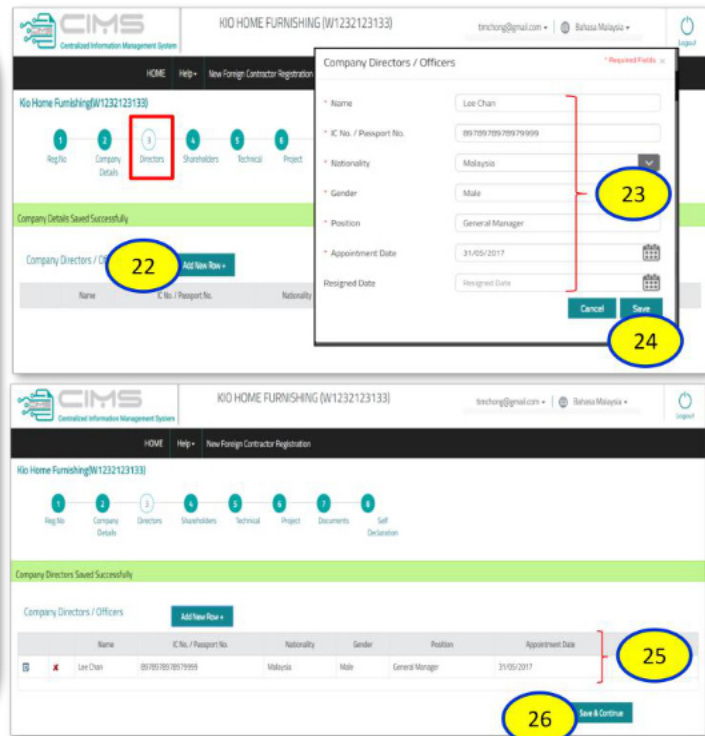 CIMS
Centralized Information Management System
KIO HOME FURNISHING (W1232123133)
timchong@gmail.com
Bahasa Malaysia
Logout
HOME Help New Foreign Contractor Registration
Kio Home Furnishing(W1232123133)
1 2 3 4 5 6
Reg.No Company Details Directors Shareholders Technical Project
Company Details Saved Successfully
Company Directors / Of
22
Add New Row +
Name IC No. / Passport No. Nationality
Company Directors / Officers
* Required Fields ×
* Name Lee Chan
* IC No. / Passport No. 8978978978979999
* Nationality Malaysia
* Gender Male
* Position General Manager
* Appointment Date 31/05/2017
Resigned Date Resigned Date
23
Cancel Save
24
CIMS
Centralized Information Management System
KIO HOME FURNISHING (W1232123133)
timchong@gmail.com
Bahasa Malaysia
Logout
HOME Help New Foreign Contractor Registration
Kio Home Furnishing(W1232123133)
1 2 3 4 5 6 7 8
Reg.No Company Details Directors Shareholders Technical Project Documents Self Declaration
Company Directors Saved Successfully
Company Directors / Officers
Add New Row +
Name IC No. / Passport No. Nationality Gender Position Appointment Date
x Lee Chan 8978978978979999 Malaysia Male General Manager 31/05/2017
25
26
Save & Continue